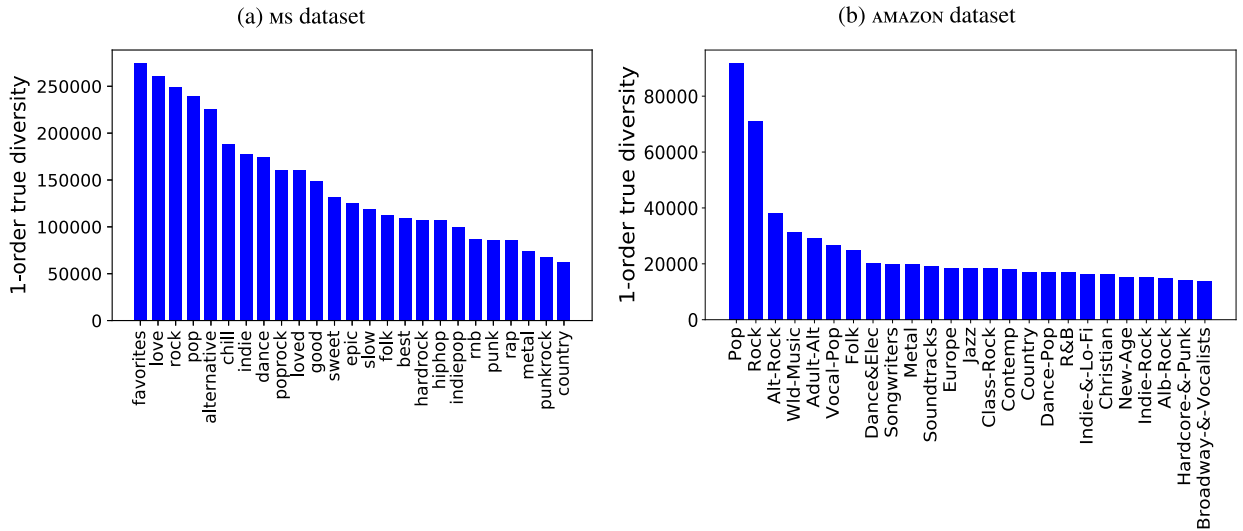 (a) MS dataset
1-order true diversity
250000
200000
150000
100000
50000
0
favorites
love
rock
pop
alternative
chill
indie
dance
poprock
loved
good
sweet
epic
slow
folk
best
hardrock
hiphop
indiepop
rnb
punk
rap
metal
punkrock
country
(b) AMAZON dataset
1-order true diversity
80000
60000
40000
20000
0
Pop
Rock
Alt-Rock
Wld-Music
Adult-Alt
Vocal-Pop
Folk
Dance&Elec
Songwriters
Metal
Soundtracks
Europe
Jazz
Class-Rock
Contemp
Country
Dance-Pop
R&B
Indie-&-Lo-Fi
Christian
New-Age
Indie-Rock
Alb-Rock
Hardcore-&-Punk
Broadway-&-Vocalists